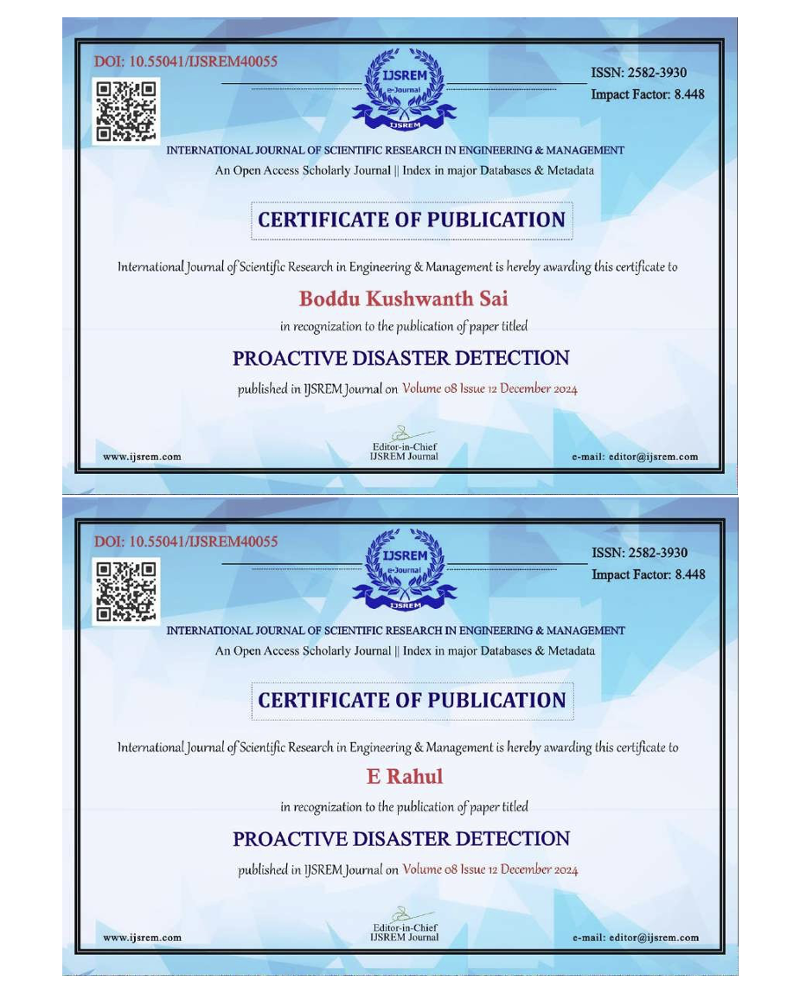 DOI: 10.55041/IJSREM40055
IJSREM
e-Journal
IJSREM
ISSN: 2582-3930
Impact Factor: 8.448
INTERNATIONAL JOURNAL OF SCIENTIFIC RESEARCH IN ENGINEERING & MANAGEMENT
An Open Access Scholarly Journal || Index in major Databases & Metadata
CERTIFICATE OF PUBLICATION
International Journal of Scientific Research in Engineering & Management is hereby awarding this certificate to
Boddu Kushwanth Sai
in recognization to the publication of paper titled
PROACTIVE DISASTER DETECTION
published in IJSREM Journal on Volume 08 Issue 12 December 2024
Editor-in-Chief
IJSREM Journal
www.ijsrem.com
e-mail: editor@ijsrem.com
DOI: 10.55041/IJSREM40055
IJSREM
e-Journal
IJSREM
ISSN: 2582-3930
Impact Factor: 8.448
INTERNATIONAL JOURNAL OF SCIENTIFIC RESEARCH IN ENGINEERING & MANAGEMENT
An Open Access Scholarly Journal || Index in major Databases & Metadata
CERTIFICATE OF PUBLICATION
International Journal of Scientific Research in Engineering & Management is hereby awarding this certificate to
E Rahul
in recognization to the publication of paper titled
PROACTIVE DISASTER DETECTION
published in IJSREM Journal on Volume 08 Issue 12 December 2024
Editor-in-Chief
IJSREM Journal
www.ijsrem.com
e-mail: editor@ijsrem.com